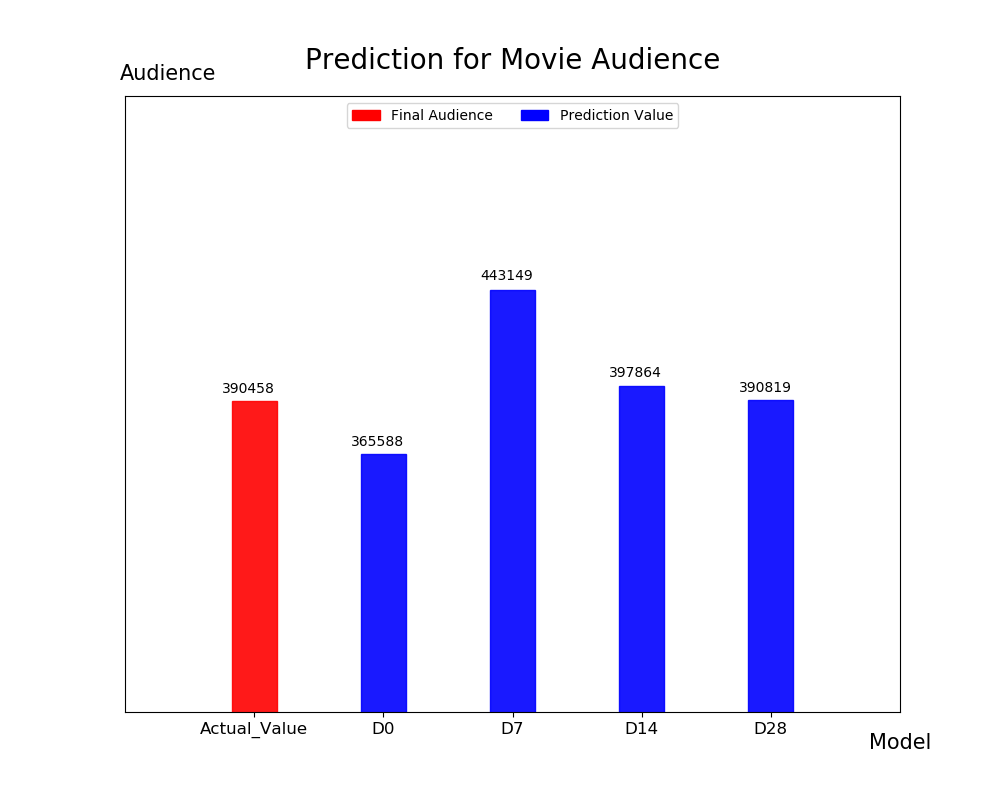 Prediction for Movie Audience
Audience
Final Audience Prediction Value
443149
397864
390458
390819
365588
Actual_Value D0 D7 D14 D28
Model